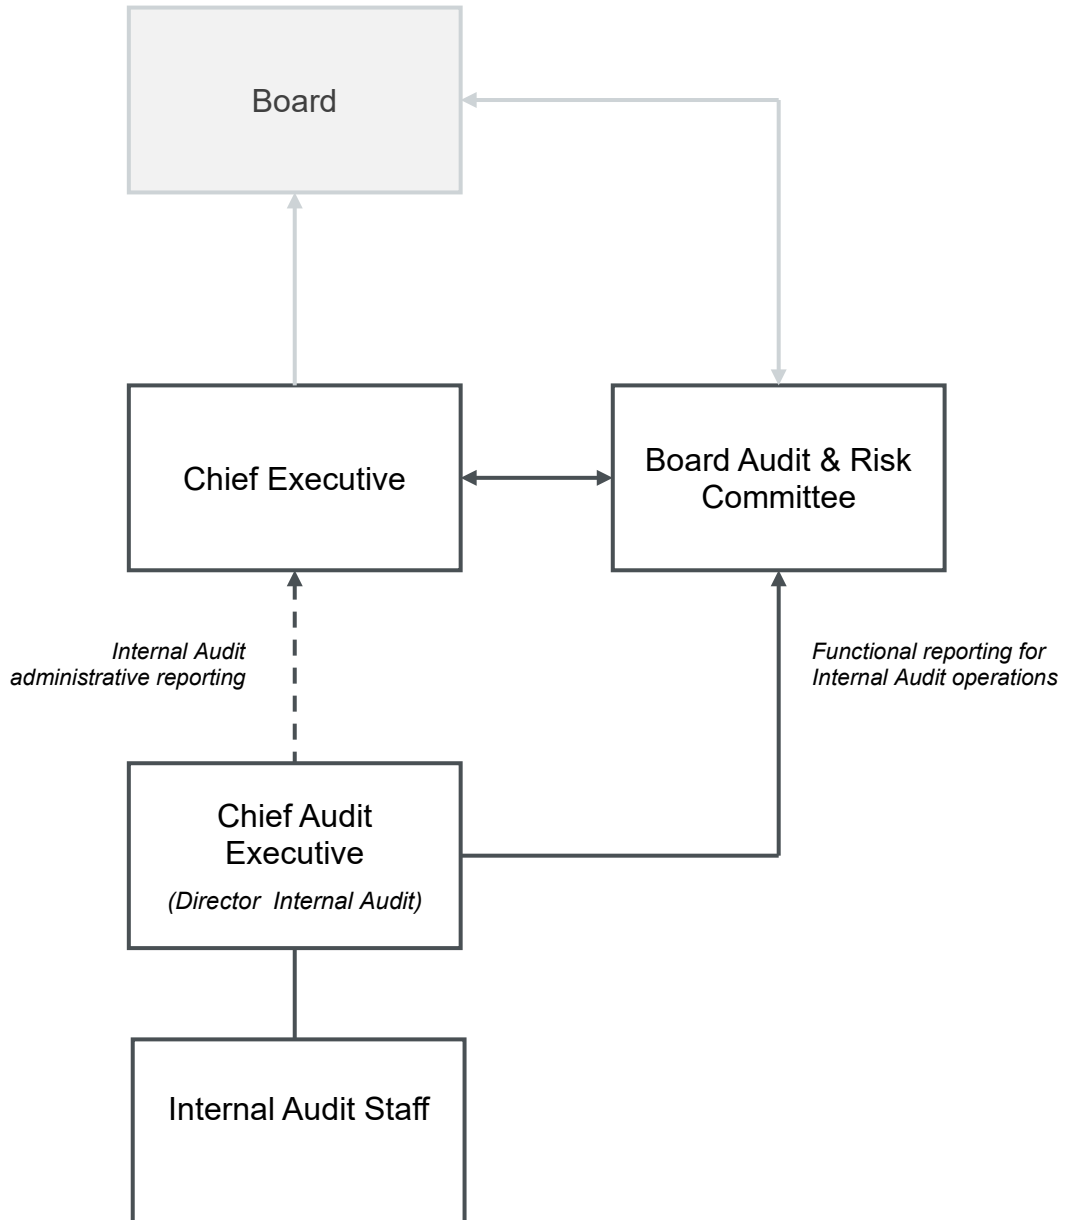 Board
Chief Executive
Board Audit & Risk
Committee
Internal Audit
administrative reporting
Functional reporting for
Internal Audit operations
Chief Audit
Executive
(Director  Internal Audit)
Internal Audit Staff